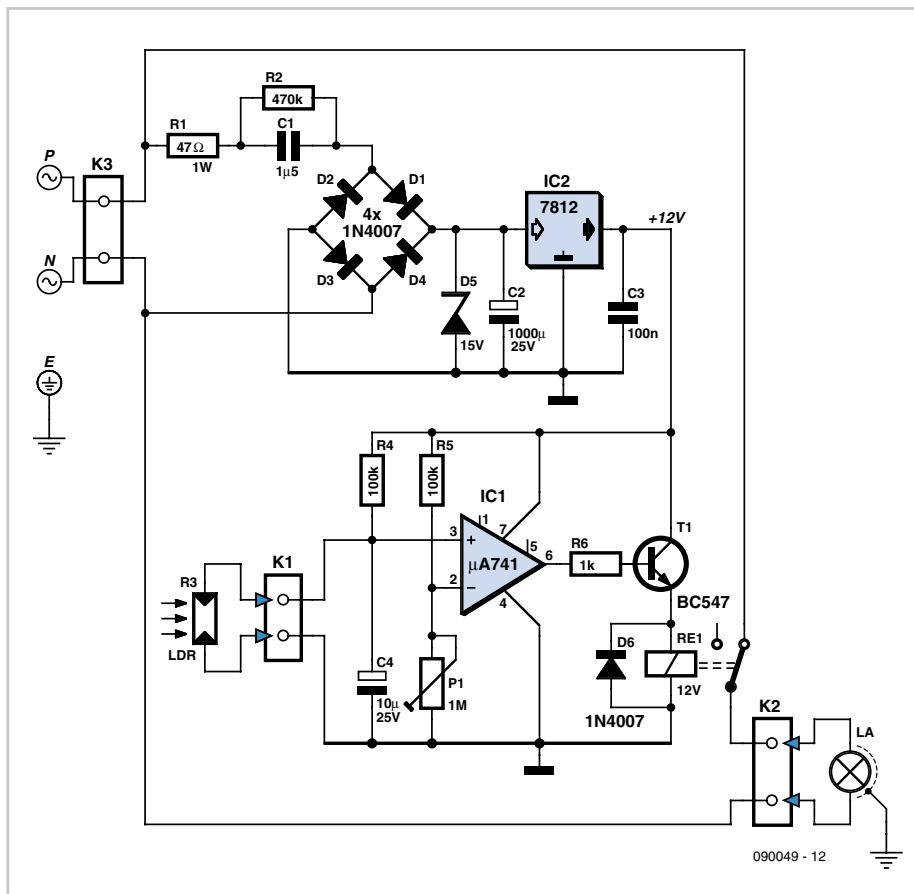 R2
470k
R1
C1
47Ω
1W
1μ5
P
K3
N
E
D2
D1
4x
1N4007
D3
D4
IC2
7812
+12V
D5
15V
C2
1000μ
25V
C3
100n
R4
100k
R5
100k
IC1
1
7
3
+
5
μA741
6
2
−
4
R6
1k
T1
BC547
K1
R3
LDR
C4
10μ
25V
P1
1M
D6
1N4007
RE1
12V
K2
LA
090049 - 12